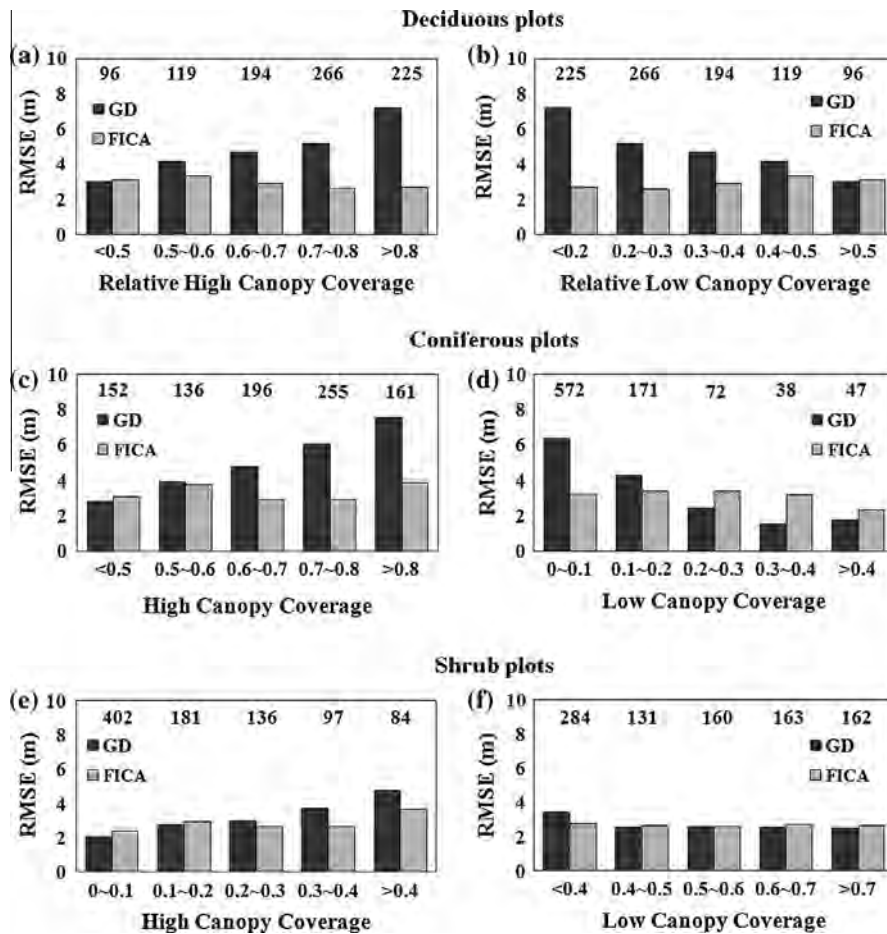 Deciduous plots
(a)
10
8
6
4
2
0
RMSE (m)
96 119 194 266 225
GD
FICA
<0.5 0.5~0.6 0.6~0.7 0.7~0.8 >0.8
Relative High Canopy Coverage
(b)
10
8
6
4
2
0
RMSE (m)
225 266 194 119 96
GD
FICA
<0.2 0.2~0.3 0.3~0.4 0.4~0.5 >0.5
Relative Low Canopy Coverage
Coniferous plots
(c)
10
8
6
4
2
0
RMSE (m)
152 136 196 255 161
GD
FICA
<0.5 0.5~0.6 0.6~0.7 0.7~0.8 >0.8
High Canopy Coverage
(d)
10
8
6
4
2
0
RMSE (m)
572 171 72 38 47
GD
FICA
0~0.1 0.1~0.2 0.2~0.3 0.3~0.4 >0.4
Low Canopy Coverage
Shrub plots
(e)
10
8
6
4
2
0
RMSE (m)
402 181 136 97 84
GD
FICA
0~0.1 0.1~0.2 0.2~0.3 0.3~0.4 >0.4
High Canopy Coverage
(f)
10
8
6
4
2
0
RMSE (m)
284 131 160 163 162
GD
FICA
<0.4 0.4~0.5 0.5~0.6 0.6~0.7 >0.7
Low Canopy Coverage